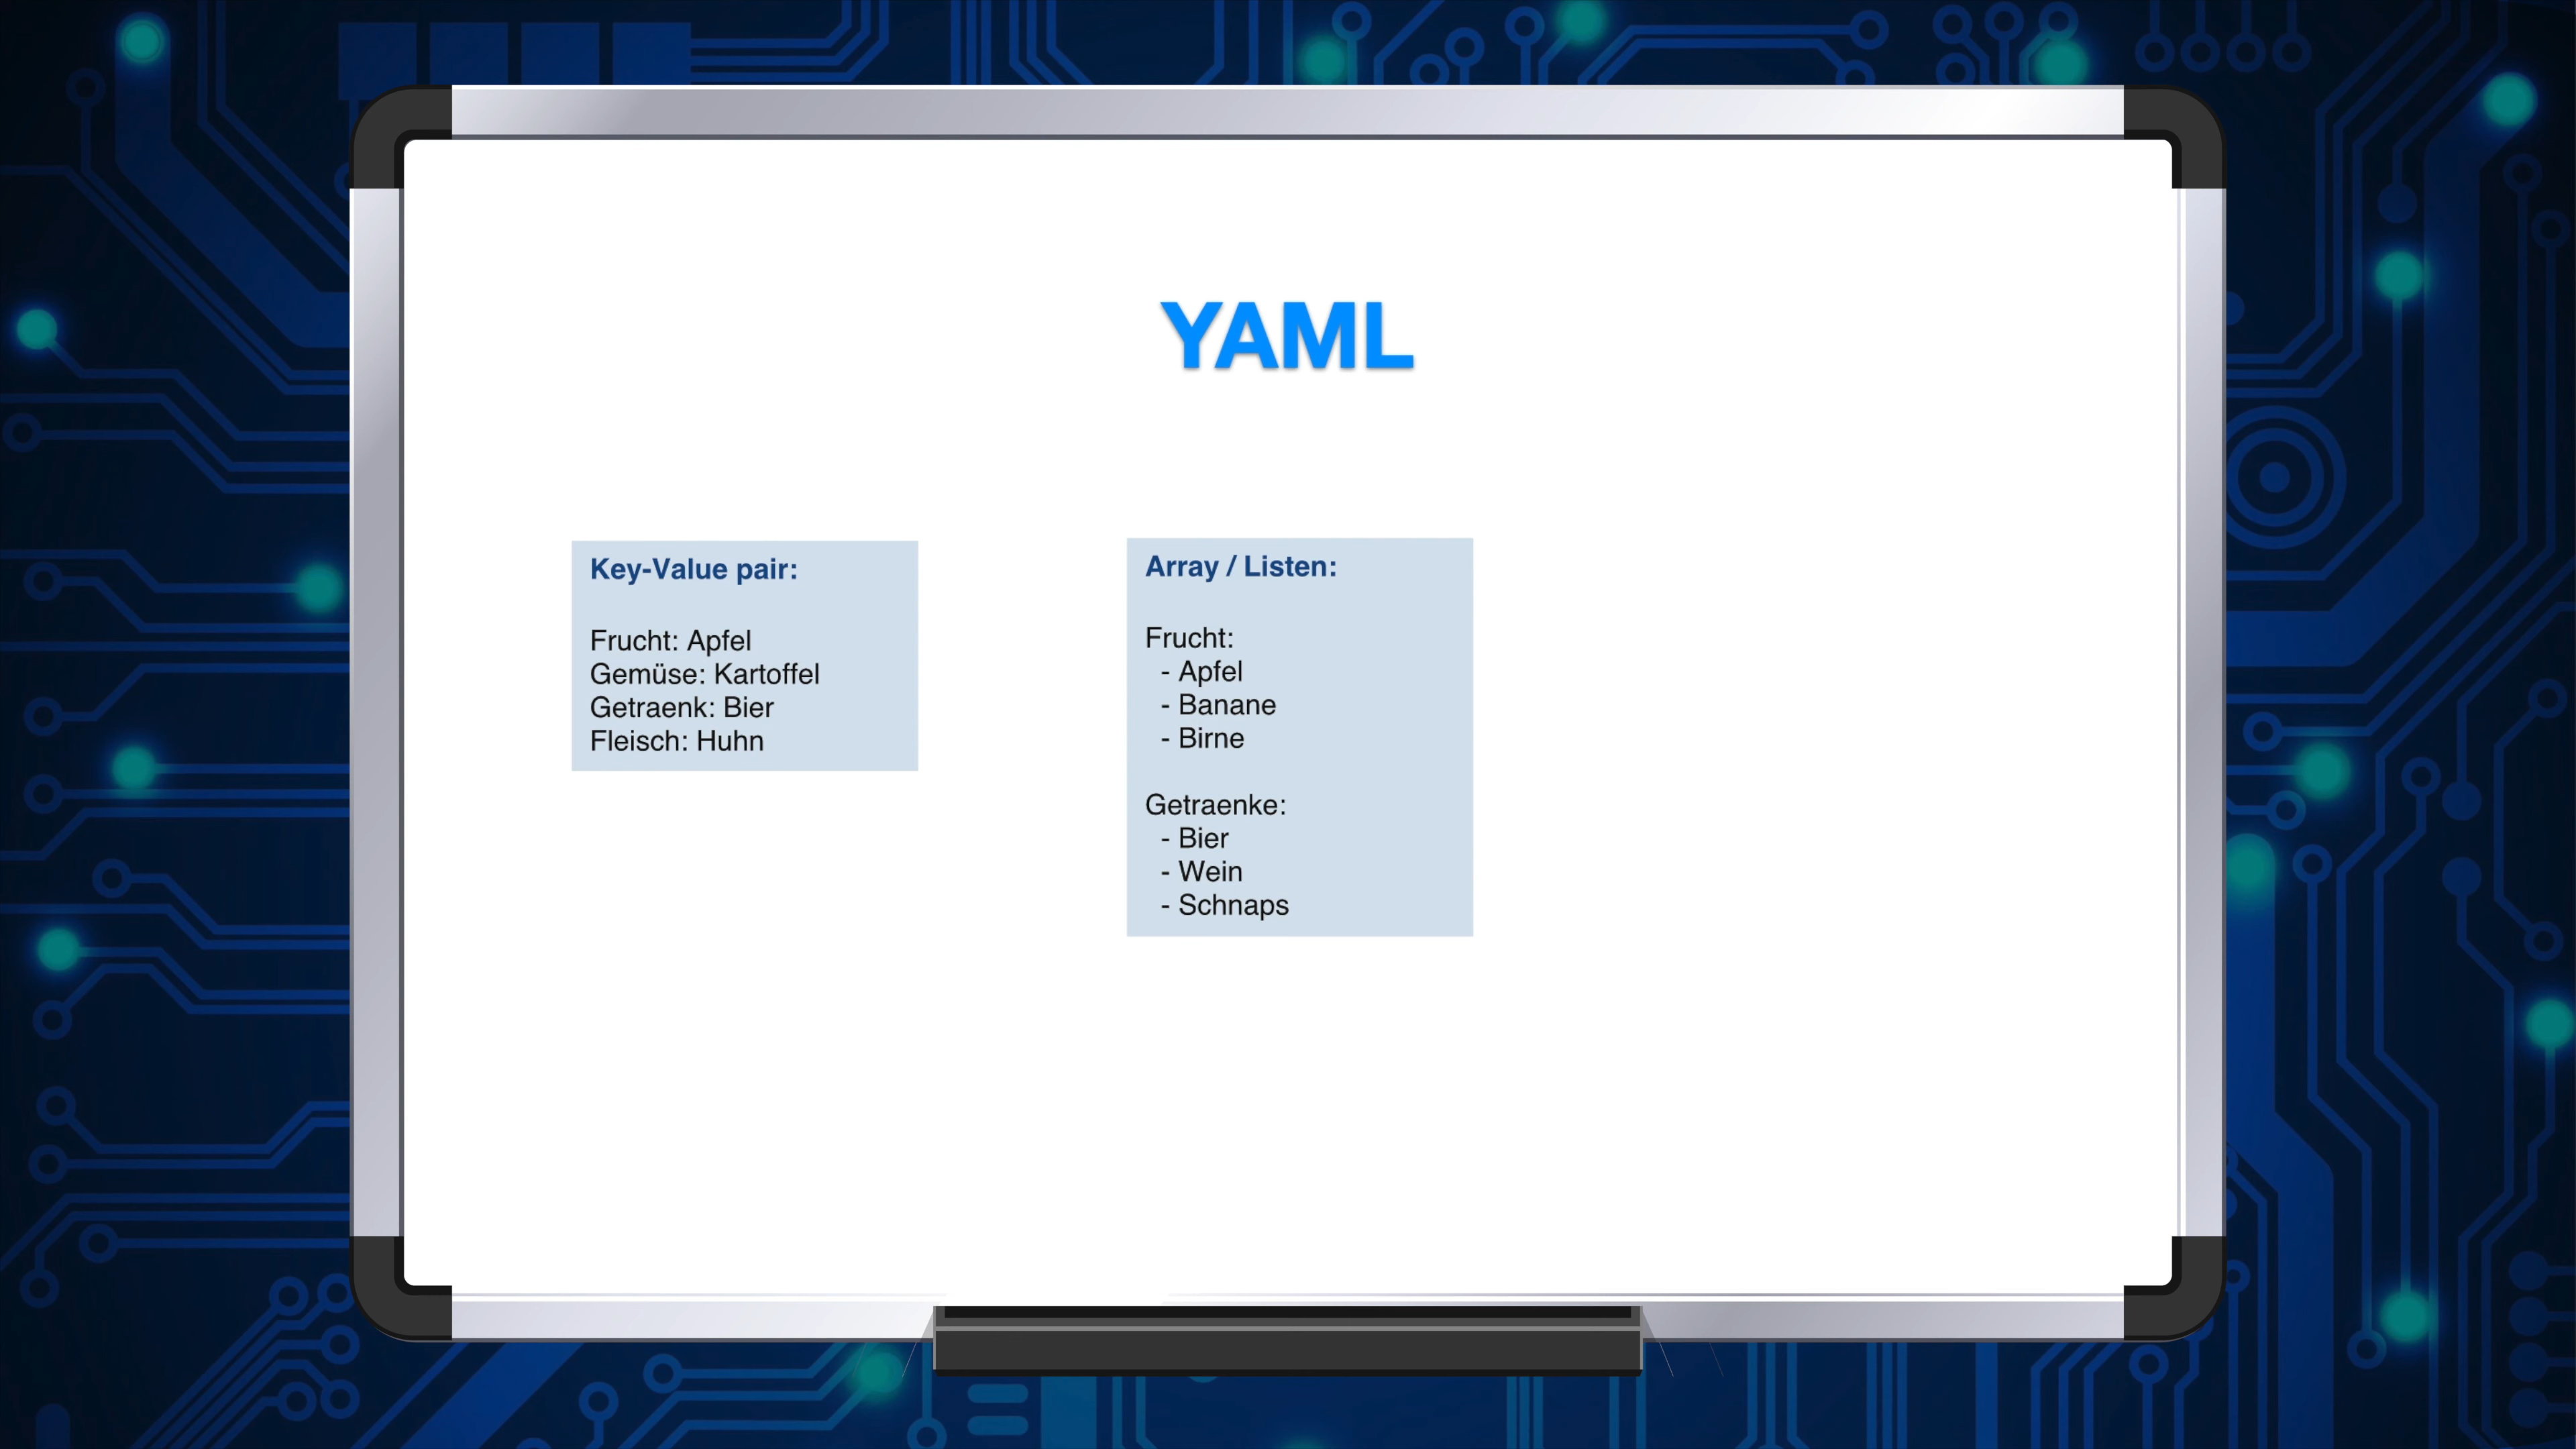 YAML
Key-Value pair:
Frucht: Apfel
Gemüse: Kartoffel
Getraenk: Bier
Fleisch: Huhn
Array / Listen:
Frucht:
- Apfel
- Banane
- Birne
Getraenke:
- Bier
- Wein
- Schnaps